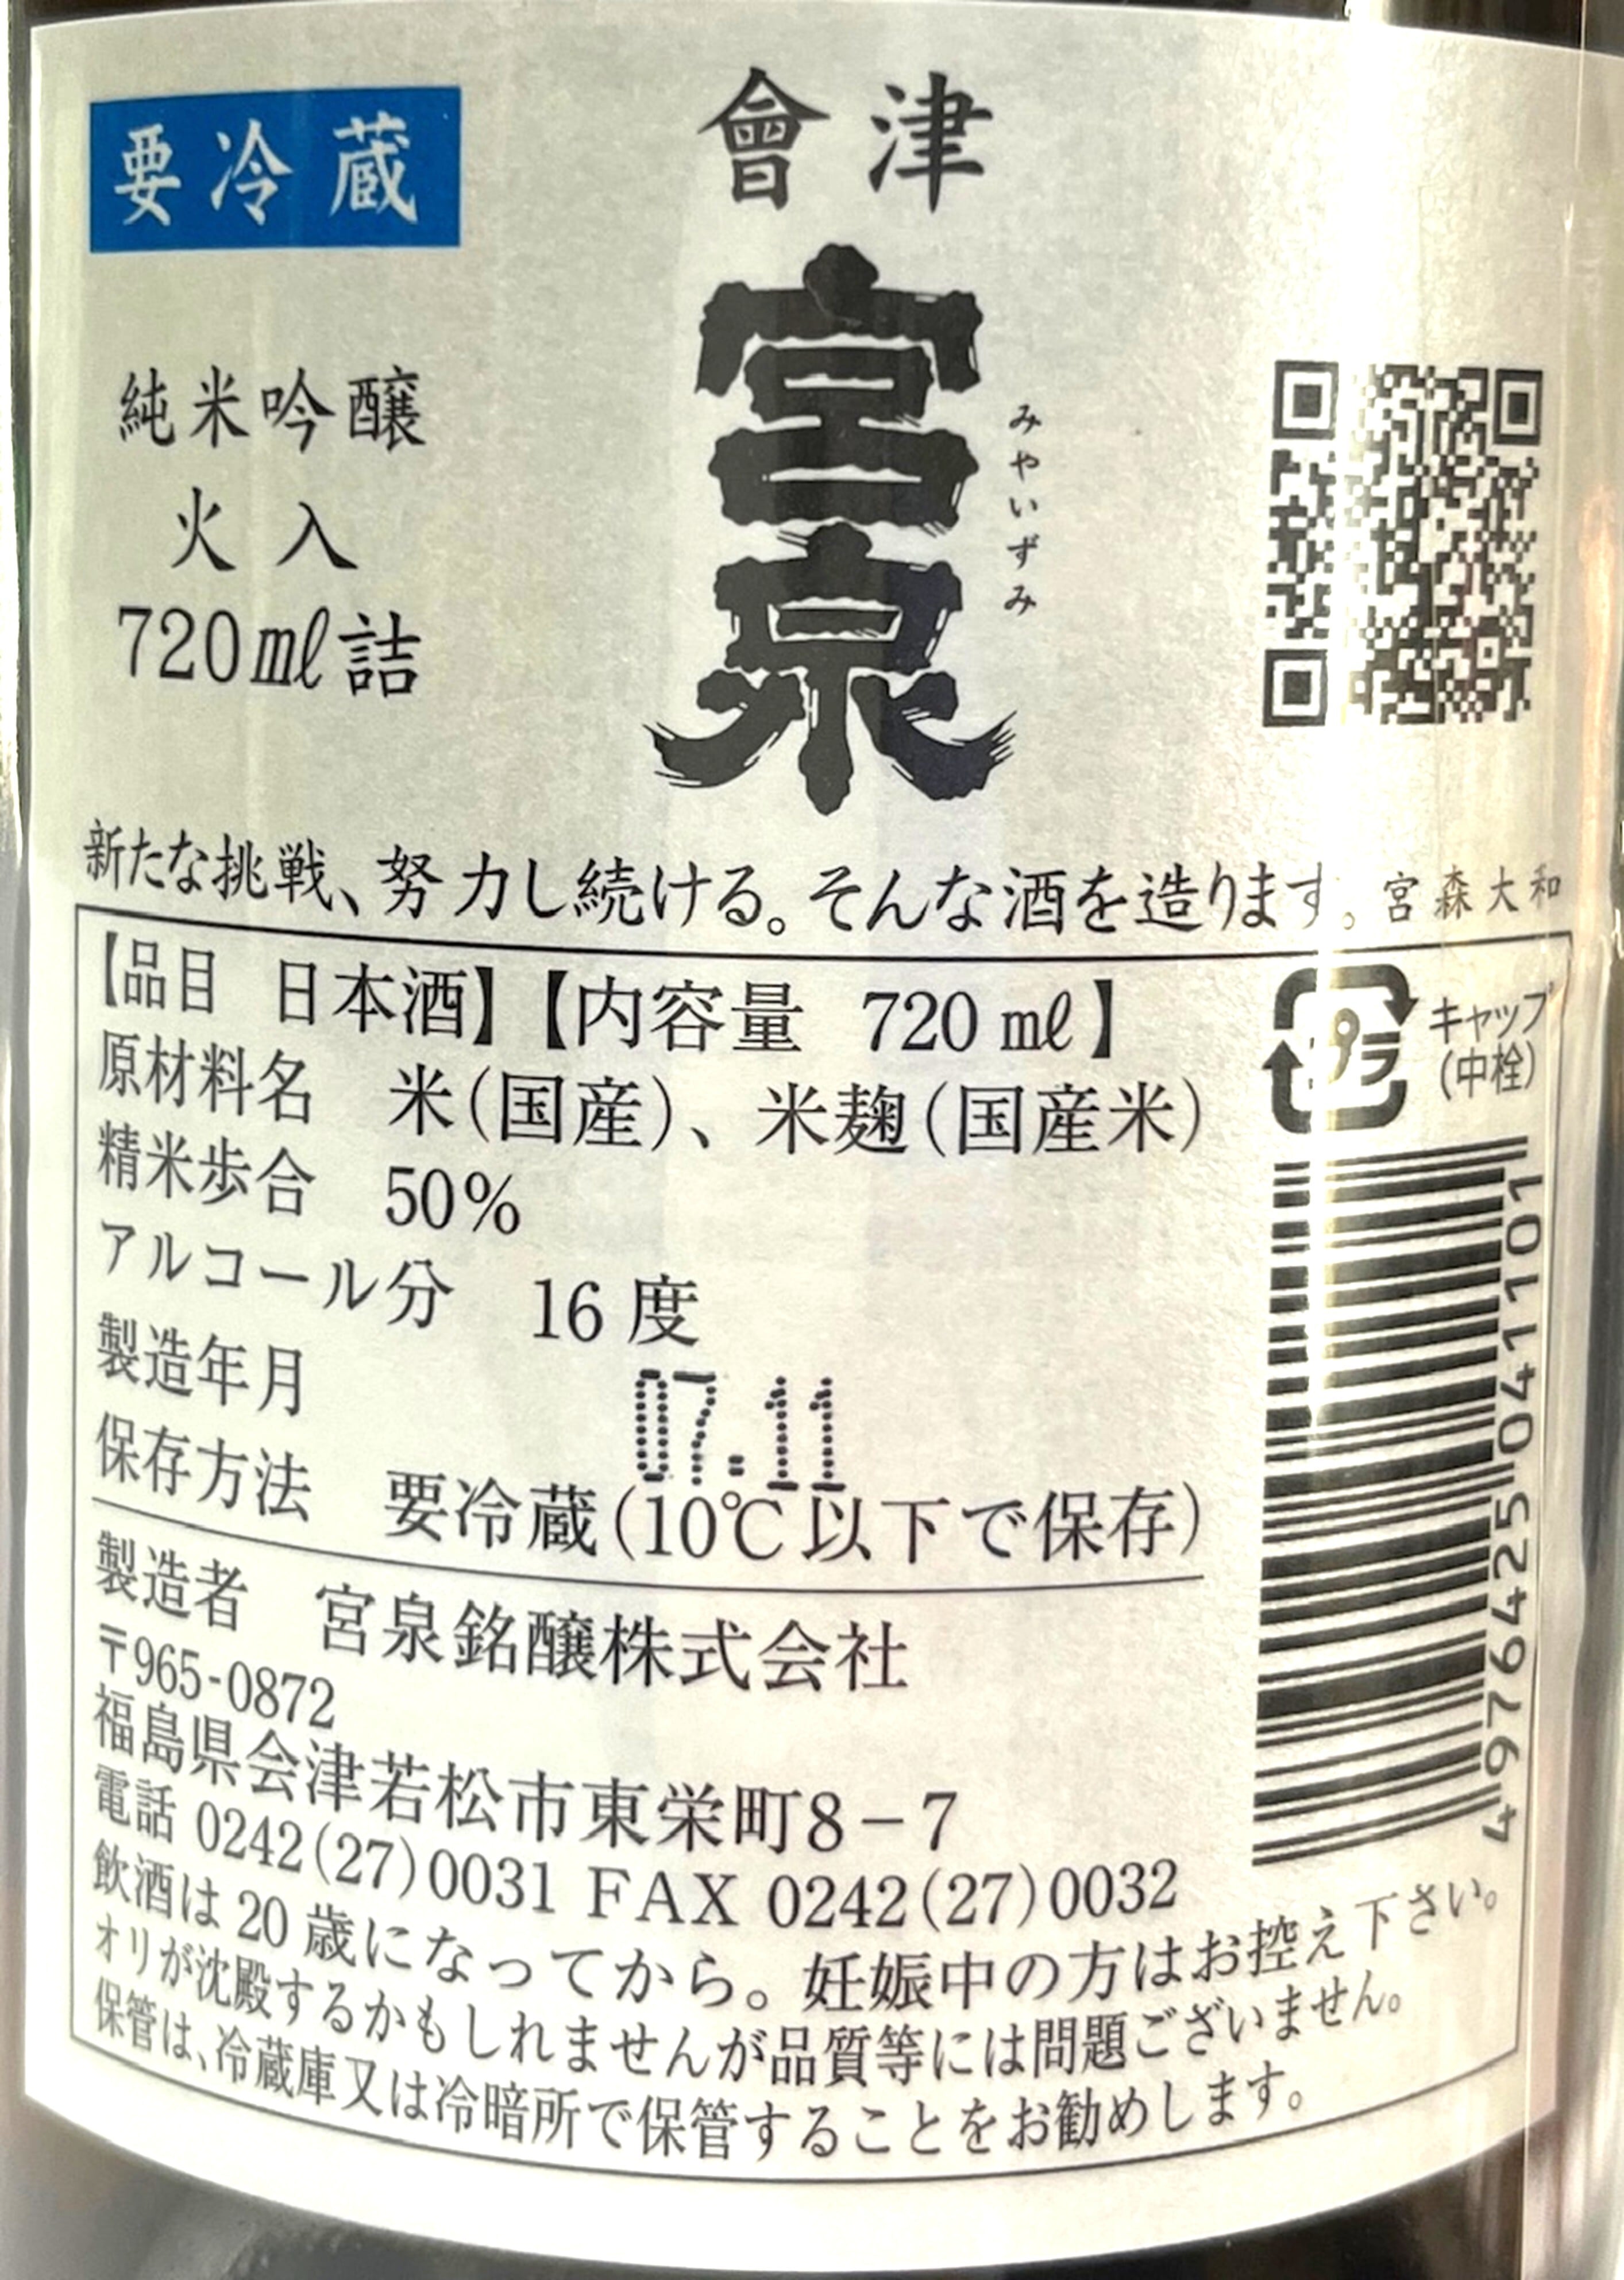 要冷蔵
會津
宮泉
みやいずみ
純米吟醸
火入
720㎖詰
新たな挑戦、努力し続ける。そんな酒を造ります。宮森大和
【品目　日本酒】【内容量　720㎖】
原材料名　米(国産)、米麹(国産米)
精米歩合　50%
アルコール分　16度
製造年月　07.11
保存方法　要冷蔵(10℃以下で保存)
プラ
キャップ
(中栓)
4976425041101
製造者　宮泉銘醸株式会社
〒965-0872
福島県会津若松市東栄町8－7
電話 0242(27)0031 FAX 0242(27)0032
飲酒は20歳になってから。妊娠中の方はお控え下さい。
オリが沈殿するかもしれませんが品質等には問題ございません。
保管は、冷蔵庫又は冷暗所で保管することをお勧めします。